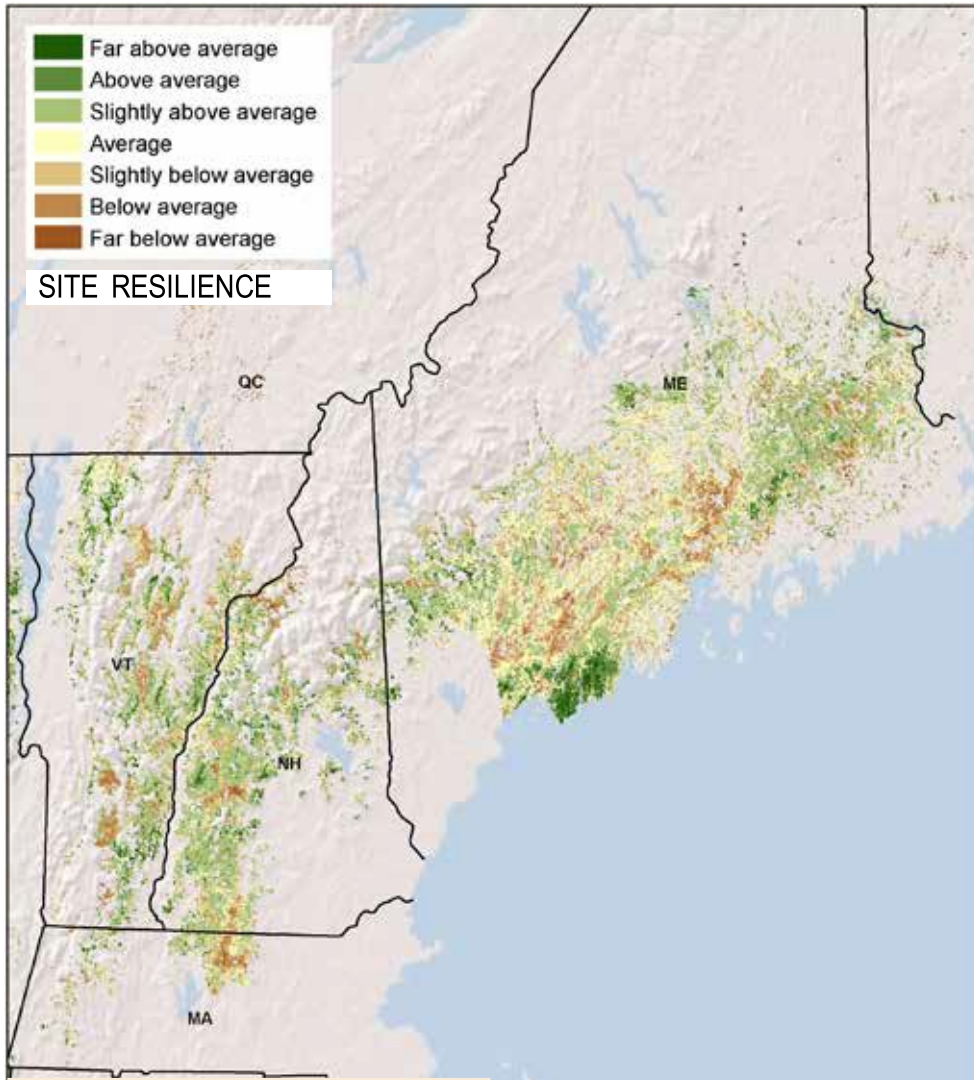 Far above average
Above average
Slightly above average
Average
Slightly below average
Below average
Far below average
SITE RESILIENCE
QC
ME
VT
NH
MA